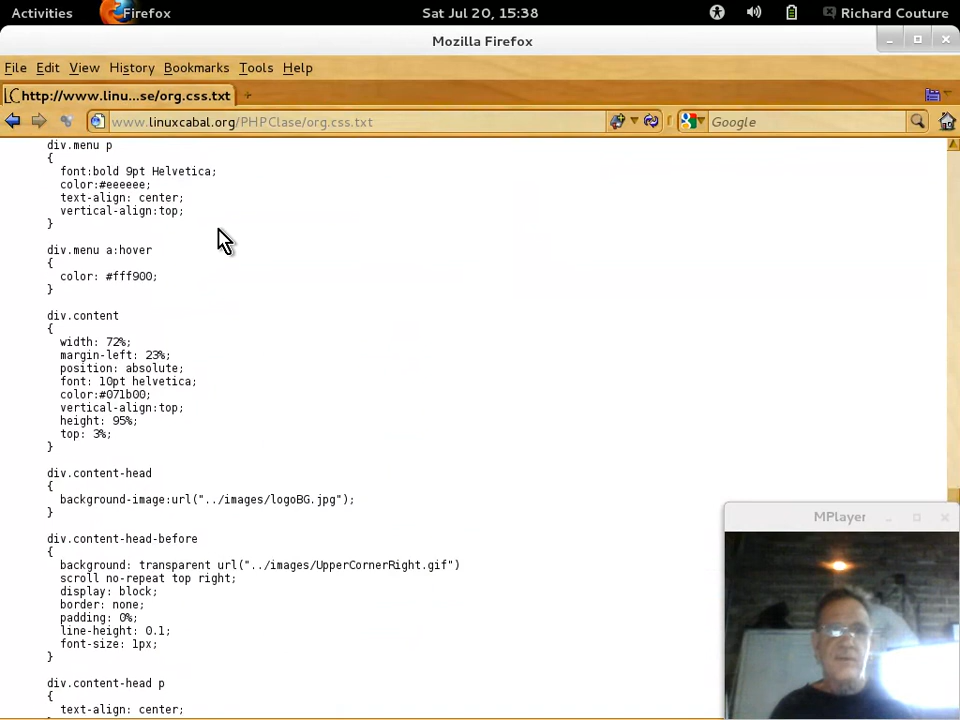 Activities Firefox Sat Jul 20, 15:38 Richard Couture
Mozilla Firefox
File Edit View History Bookmarks Tools Help
http://www.linu...se/org.css.txt
www.linuxcabal.org/PHPClase/org.css.txt Google
div.menu p
{
font:bold 9pt Helvetica;
color:#eeeeee;
text-align: center;
vertical-align:top;
}
div.menu a:hover
{
color: #fff900;
}
div.content
{
width: 72%;
margin-left: 23%;
position: absolute;
font: 10pt helvetica;
color:#071b00;
vertical-align:top;
height: 95%;
top: 3%;
}
div.content-head
{
background-image:url("../images/logoBG.jpg");
}
div.content-head-before
{
background: transparent url("../images/UpperCornerRight.gif")
scroll no-repeat top right;
display: block;
border: none;
padding: 0%;
line-height: 0.1;
font-size: 1px;
}
div.content-head p
{
text-align: center;
MPlayer